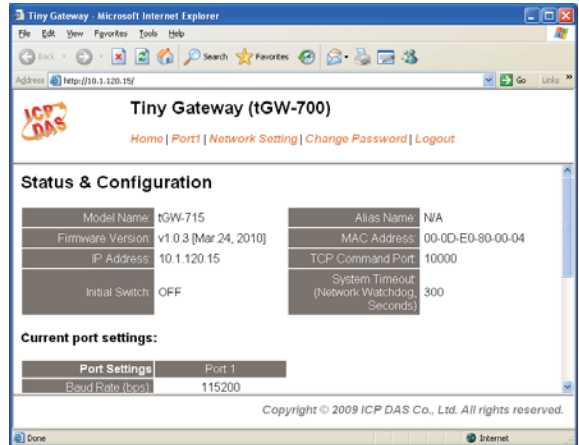 Tiny Gateway - Microsoft Internet Explorer
File Edit View Favorites Tools Help
Back Search Favorites
Address http://10.1.120.15/ Go Links »
ICP DAS
Tiny Gateway (tGW-700)
Home | Port1 | Network Setting | Change Password | Logout
Status & Configuration
Model Name: tGW-715 Alias Name: N/A
Firmware Version: v1.0.3 [Mar.24, 2010] MAC Address: 00-0D-E0-80-00-04
IP Address: 10.1.120.15 TCP Command Port: 10000
Initial Switch: OFF System Timeout (Network Watchdog, Seconds) 300
Current port settings:
Port Settings Port 1
Baud Rate (bps): 115200
Copyright © 2009 ICP DAS Co., Ltd. All rights reserved.
Done Internet